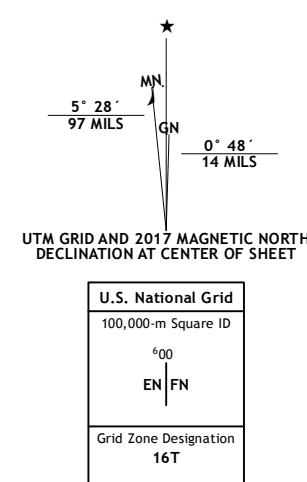 ★
MN.
5° 28´
97 MILS
GN
0° 48´
14 MILS
UTM GRID AND 2017 MAGNETIC NORTH
DECLINATION AT CENTER OF SHEET
U.S. National Grid
100,000-m Square ID
⁶00
EN FN
Grid Zone Designation
16T